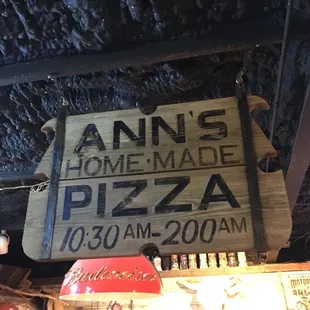 ANN'S
HOME·MADE
PIZZA
10:30 AM-200 AM
Budweiser